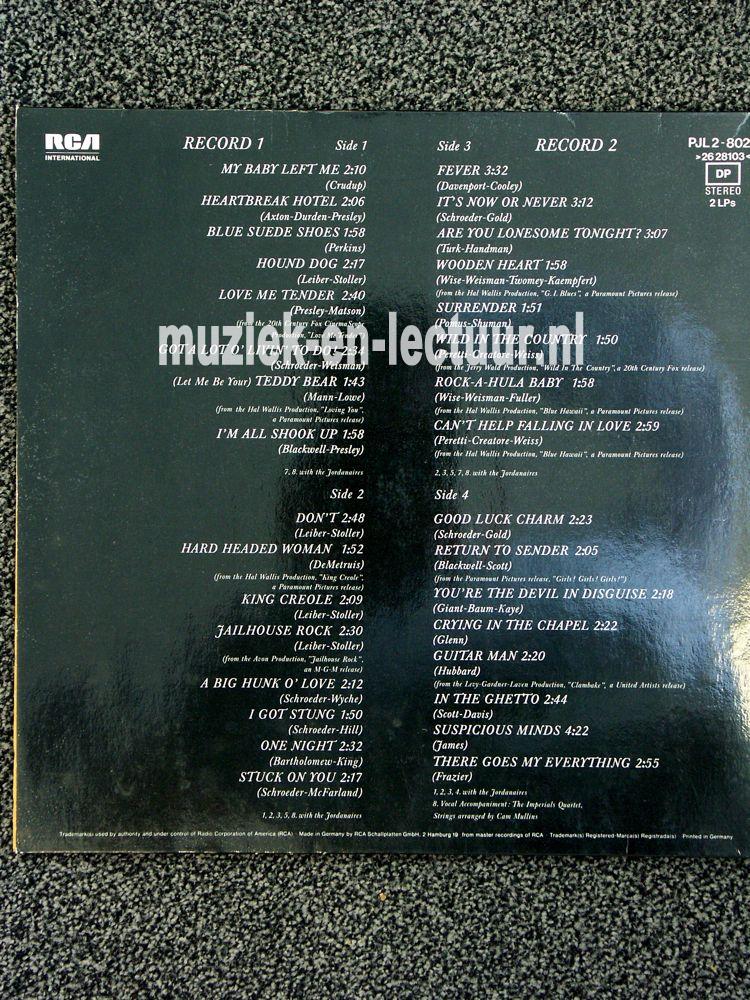 RCA
INTERNATIONAL
RECORD 1
Side 1
MY BABY LEFT ME 2:10
(Crudup)
HEARTBREAK HOTEL 2:06
(Axton-Durden-Presley)
BLUE SUEDE SHOES 1:58
(Perkins)
HOUND DOG 2:17
(Leiber-Stoller)
LOVE ME TENDER 2:40
(Presley-Matson)
(from the 20th Century Fox CinemaScope
Production, "Love Me Tender")
GOT A LOT O' LIVIN' TO DO! 2:34
(Schroeder-Weisman)
(Let Me Be Your) TEDDY BEAR 1:43
(Mann-Lowe)
(from the Hal Wallis Production, "Loving You",
a Paramount Pictures release)
I'M ALL SHOOK UP 1:58
(Blackwell-Presley)
7, 8. with the Jordanaires
Side 2
DON'T 2:48
(Leiber-Stoller)
HARD HEADED WOMAN 1:52
(DeMetruis)
(from the Hal Wallis Production, "King Creole",
a Paramount Pictures release)
KING CREOLE 2:09
(Leiber-Stoller)
JAILHOUSE ROCK 2:30
(Leiber-Stoller)
(from the Avon Production, "Jailhouse Rock",
an M-G-M release)
A BIG HUNK O' LOVE 2:12
(Schroeder-Wyche)
I GOT STUNG 1:50
(Schroeder-Hill)
ONE NIGHT 2:32
(Bartholomew-King)
STUCK ON YOU 2:17
(Schroeder-McFarland)
1, 2, 3, 5, 8. with the Jordanaires
Side 3
RECORD 2
FEVER 3:32
(Davenport-Cooley)
IT'S NOW OR NEVER 3:12
(Schroeder-Gold)
ARE YOU LONESOME TONIGHT? 3:07
(Turk-Handman)
WOODEN HEART 1:58
(Wise-Weisman-Twomey-Kaempfert)
(from the Hal Wallis Production, "G. I. Blues", a Paramount Pictures release)
SURRENDER 1:51
(Pomus-Shuman)
WILD IN THE COUNTRY 1:50
(Peretti-Creatore-Weiss)
(from the Jerry Wald Production, "Wild In The Country", a 20th Century Fox release)
ROCK-A-HULA BABY 1:58
(Wise-Weisman-Fuller)
(from the Hal Wallis Production, "Blue Hawaii", a Paramount Pictures release)
CAN'T HELP FALLING IN LOVE 2:59
(Peretti-Creatore-Weiss)
(from the Hal Wallis Production, "Blue Hawaii", a Paramount Pictures release)
2, 3, 5, 7, 8. with the Jordanaires
Side 4
GOOD LUCK CHARM 2:23
(Schroeder-Gold)
RETURN TO SENDER 2:05
(Blackwell-Scott)
(from the Paramount Pictures release, "Girls! Girls! Girls!")
YOU'RE THE DEVIL IN DISGUISE 2:18
(Giant-Baum-Kaye)
CRYING IN THE CHAPEL 2:22
(Glenn)
GUITAR MAN 2:20
(Hubbard)
(from the Levy-Gardner-Laven Production, "Clambake", a United Artists release)
IN THE GHETTO 2:44
(Scott-Davis)
SUSPICIOUS MINDS 4:22
(James)
THERE GOES MY EVERYTHING 2:55
(Frazier)
1, 2, 3, 4. with the Jordanaires
8. Vocal Accompaniment: The Imperials Quartet,
Strings arranged by Cam Mullins
PJL 2-802
>26 28103<
DP
STEREO
2 LPs
muziek-en-lectuur.nl
Trademark(s) used by authority and under control of Radio Corporation of America (RCA) · Made in Germany by RCA Schallplatten GmbH, 2 Hamburg 19 from master recordings of RCA · Trademark(s) Registered-Marca(s) Registrada(s) · Printed in Germany